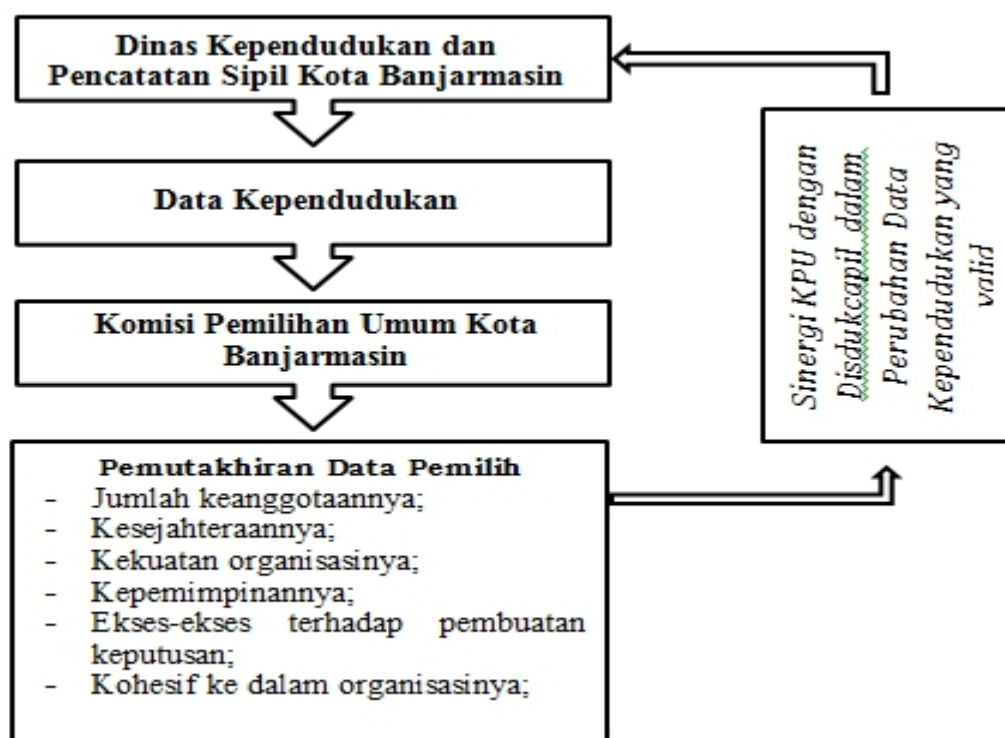 Dinas Kependudukan dan
Pencatatan Sipil Kota Banjarmasin
Data Kependudukan
Komisi Pemilihan Umum Kota
Banjarmasin
Pemutakhiran Data Pemilih
- Jumlah keanggotaannya;
- Kesejahteraannya;
- Kekuatan organisasinya;
- Kepemimpinannya;
- Ekses-ekses terhadap pembuatan
keputusan;
- Kohesif ke dalam organisasinya;
Sinergi KPU dengan
Disdukcapil dalam
Perubahan Data
Kependudukan yang
valid